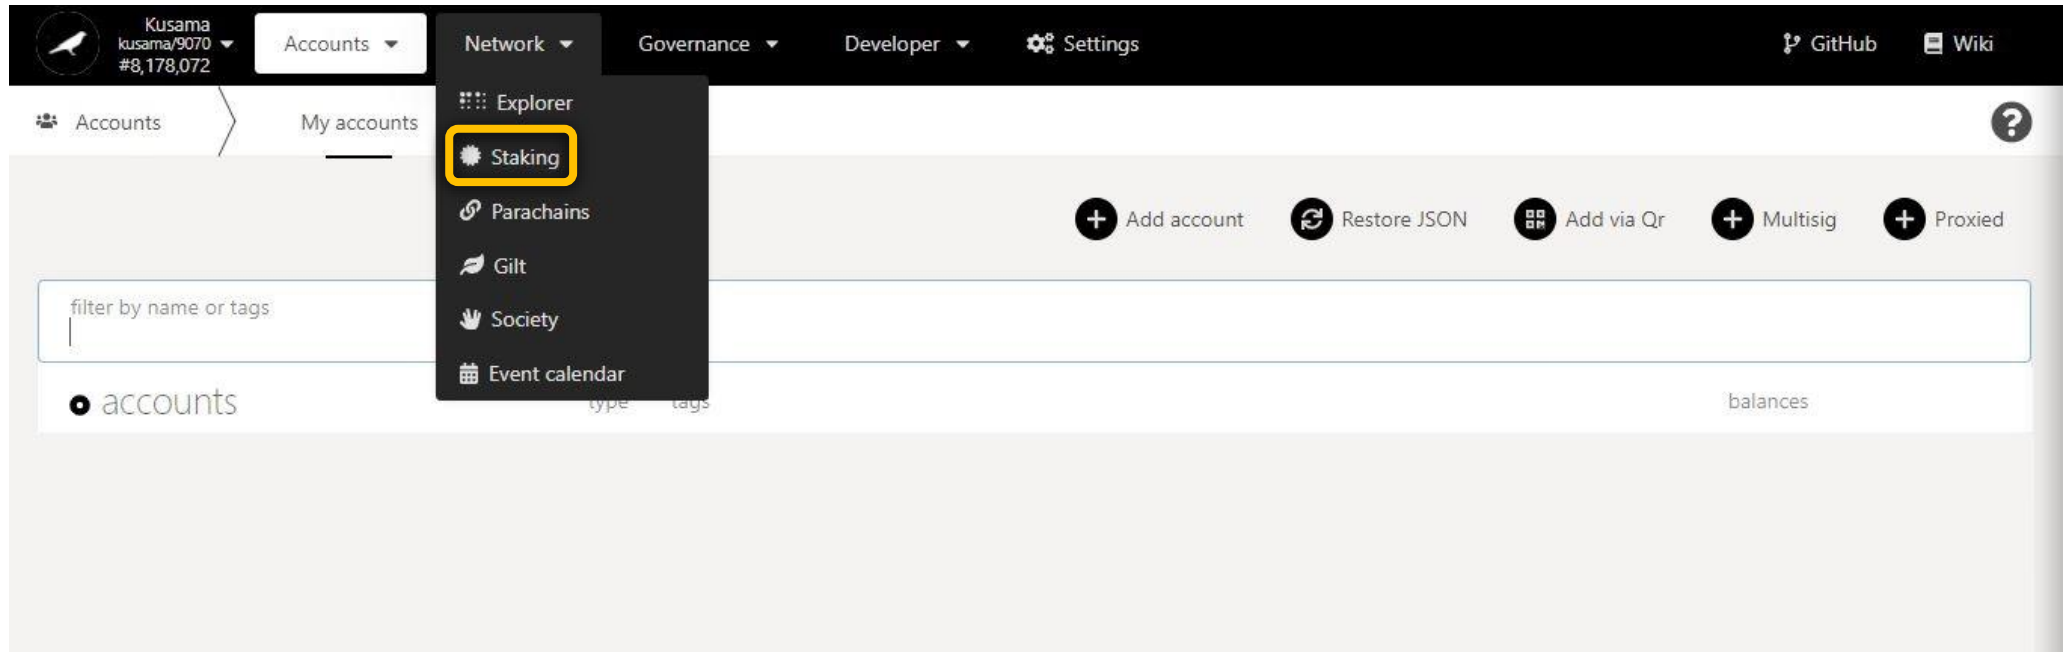 Kusama
kusama/9070
#8,178,072
Accounts
Network
Governance
Developer
Settings
GitHub
Wiki
Accounts
My accounts
Explorer
Staking
Parachains
Gilt
Society
Event calendar
Add account
Restore JSON
Add via Qr
Multisig
Proxied
filter by name or tags
accounts
type
tags
balances